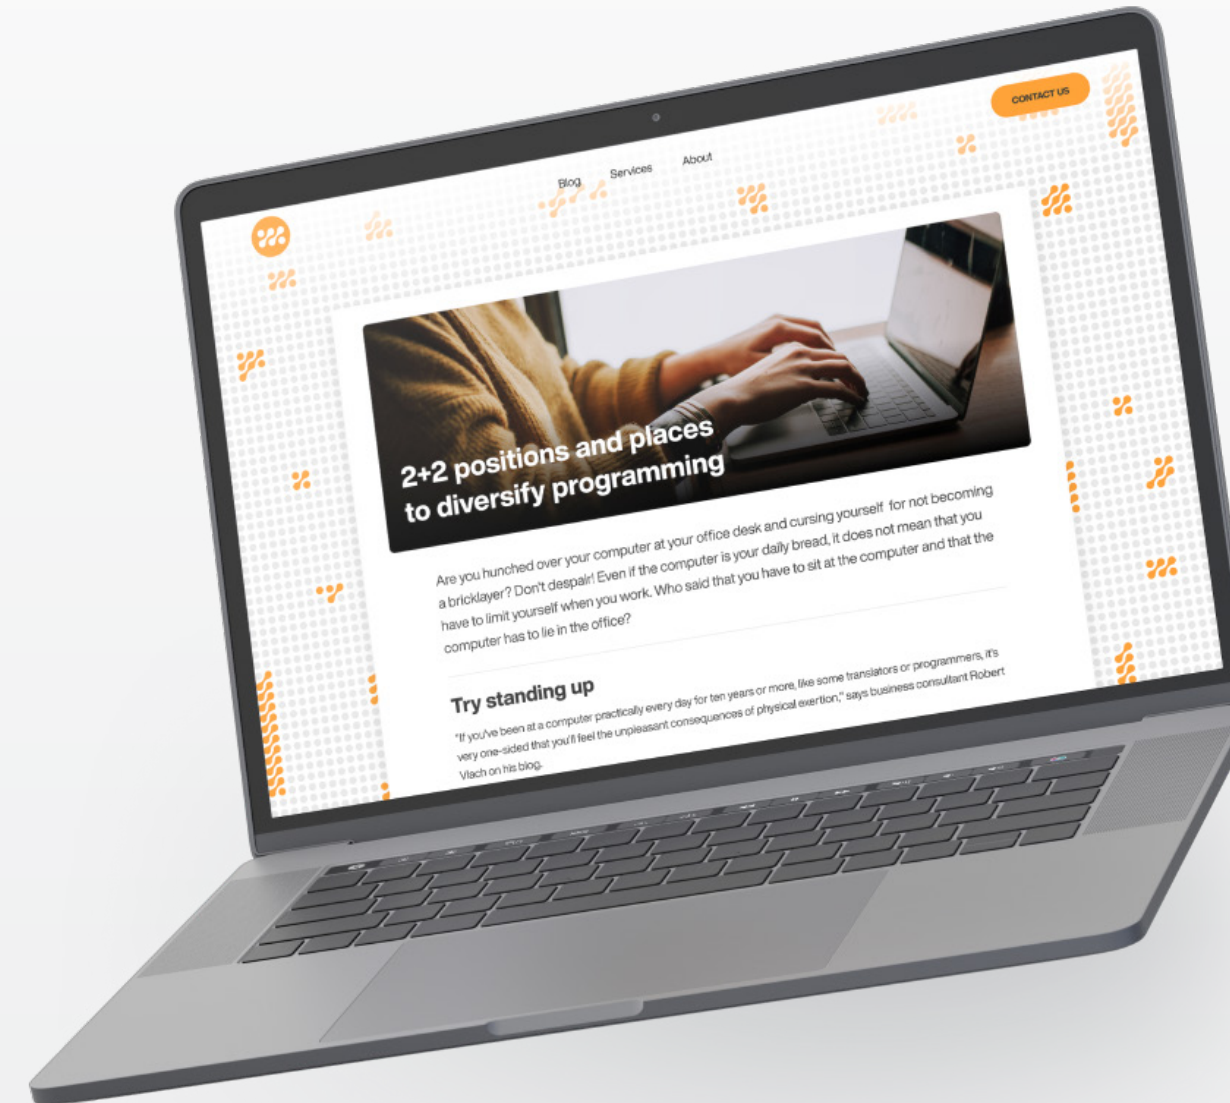 Blog
Services
About
CONTACT US
2+2 positions and places
to diversify programming
Are you hunched over your computer at your office desk and cursing yourself for not becoming
a bricklayer? Don't despair! Even if the computer is your daily bread, it does not mean that you
have to limit yourself when you work. Who said that you have to sit at the computer and that the
computer has to lie in the office?
Try standing up
"If you've been at a computer practically every day for ten years or more, like some translators or programmers, it's
very one-sided that you'll feel the unpleasant consequences of physical exertion," says business consultant Robert
Vlach on his blog.